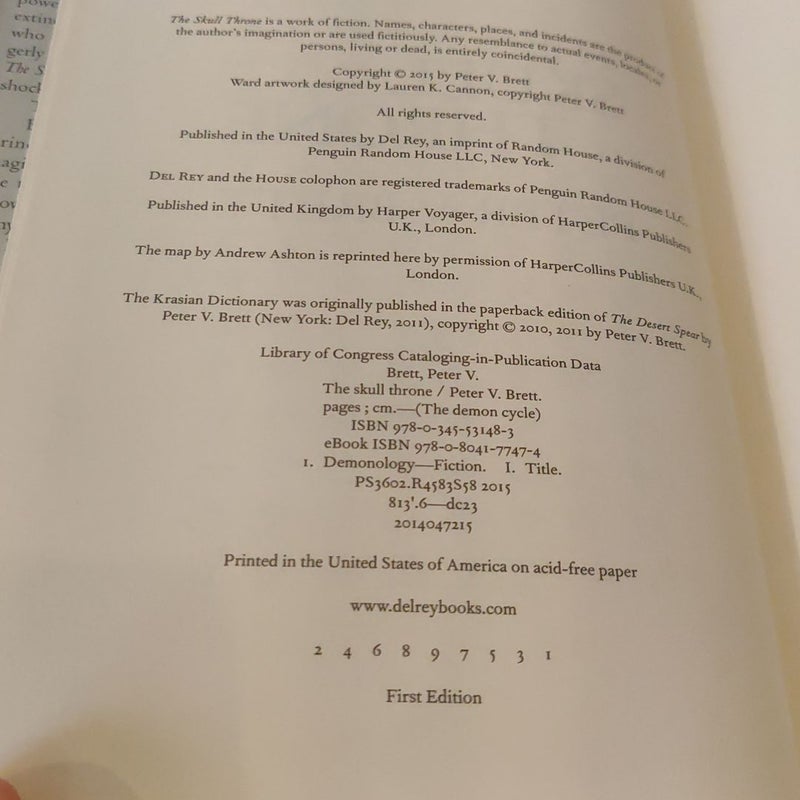 powe
extin
who
gerly
The S
shock
rin
agi
The Skull Throne is a work of fiction. Names, characters, places, and incidents are the product of
the author's imagination or are used fictitiously. Any resemblance to actual events, locales, or
persons, living or dead, is entirely coincidental.
Copyright © 2015 by Peter V. Brett
Ward artwork designed by Lauren K. Cannon, copyright Peter V. Brett
All rights reserved.
Published in the United States by Del Rey, an imprint of Random House, a division of
Penguin Random House LLC, New York.
DEL REY and the HOUSE colophon are registered trademarks of Penguin Random House LLC.
Published in the United Kingdom by Harper Voyager, a division of HarperCollins Publishers
U.K., London.
The map by Andrew Ashton is reprinted here by permission of HarperCollins Publishers U.K.,
London.
The Krasian Dictionary was originally published in the paperback edition of The Desert Spear by
Peter V. Brett (New York: Del Rey, 2011), copyright © 2010, 2011 by Peter V. Brett.
Library of Congress Cataloging-in-Publication Data
Brett, Peter V.
The skull throne / Peter V. Brett.
pages ; cm.—(The demon cycle)
ISBN 978-0-345-53148-3
eBook ISBN 978-0-8041-7747-4
1. Demonology—Fiction. I. Title.
PS3602.R4583S58 2015
813'.6—dc23
2014047215
Printed in the United States of America on acid-free paper
www.delreybooks.com
2 4 6 8 9 7 5 3 1
First Edition